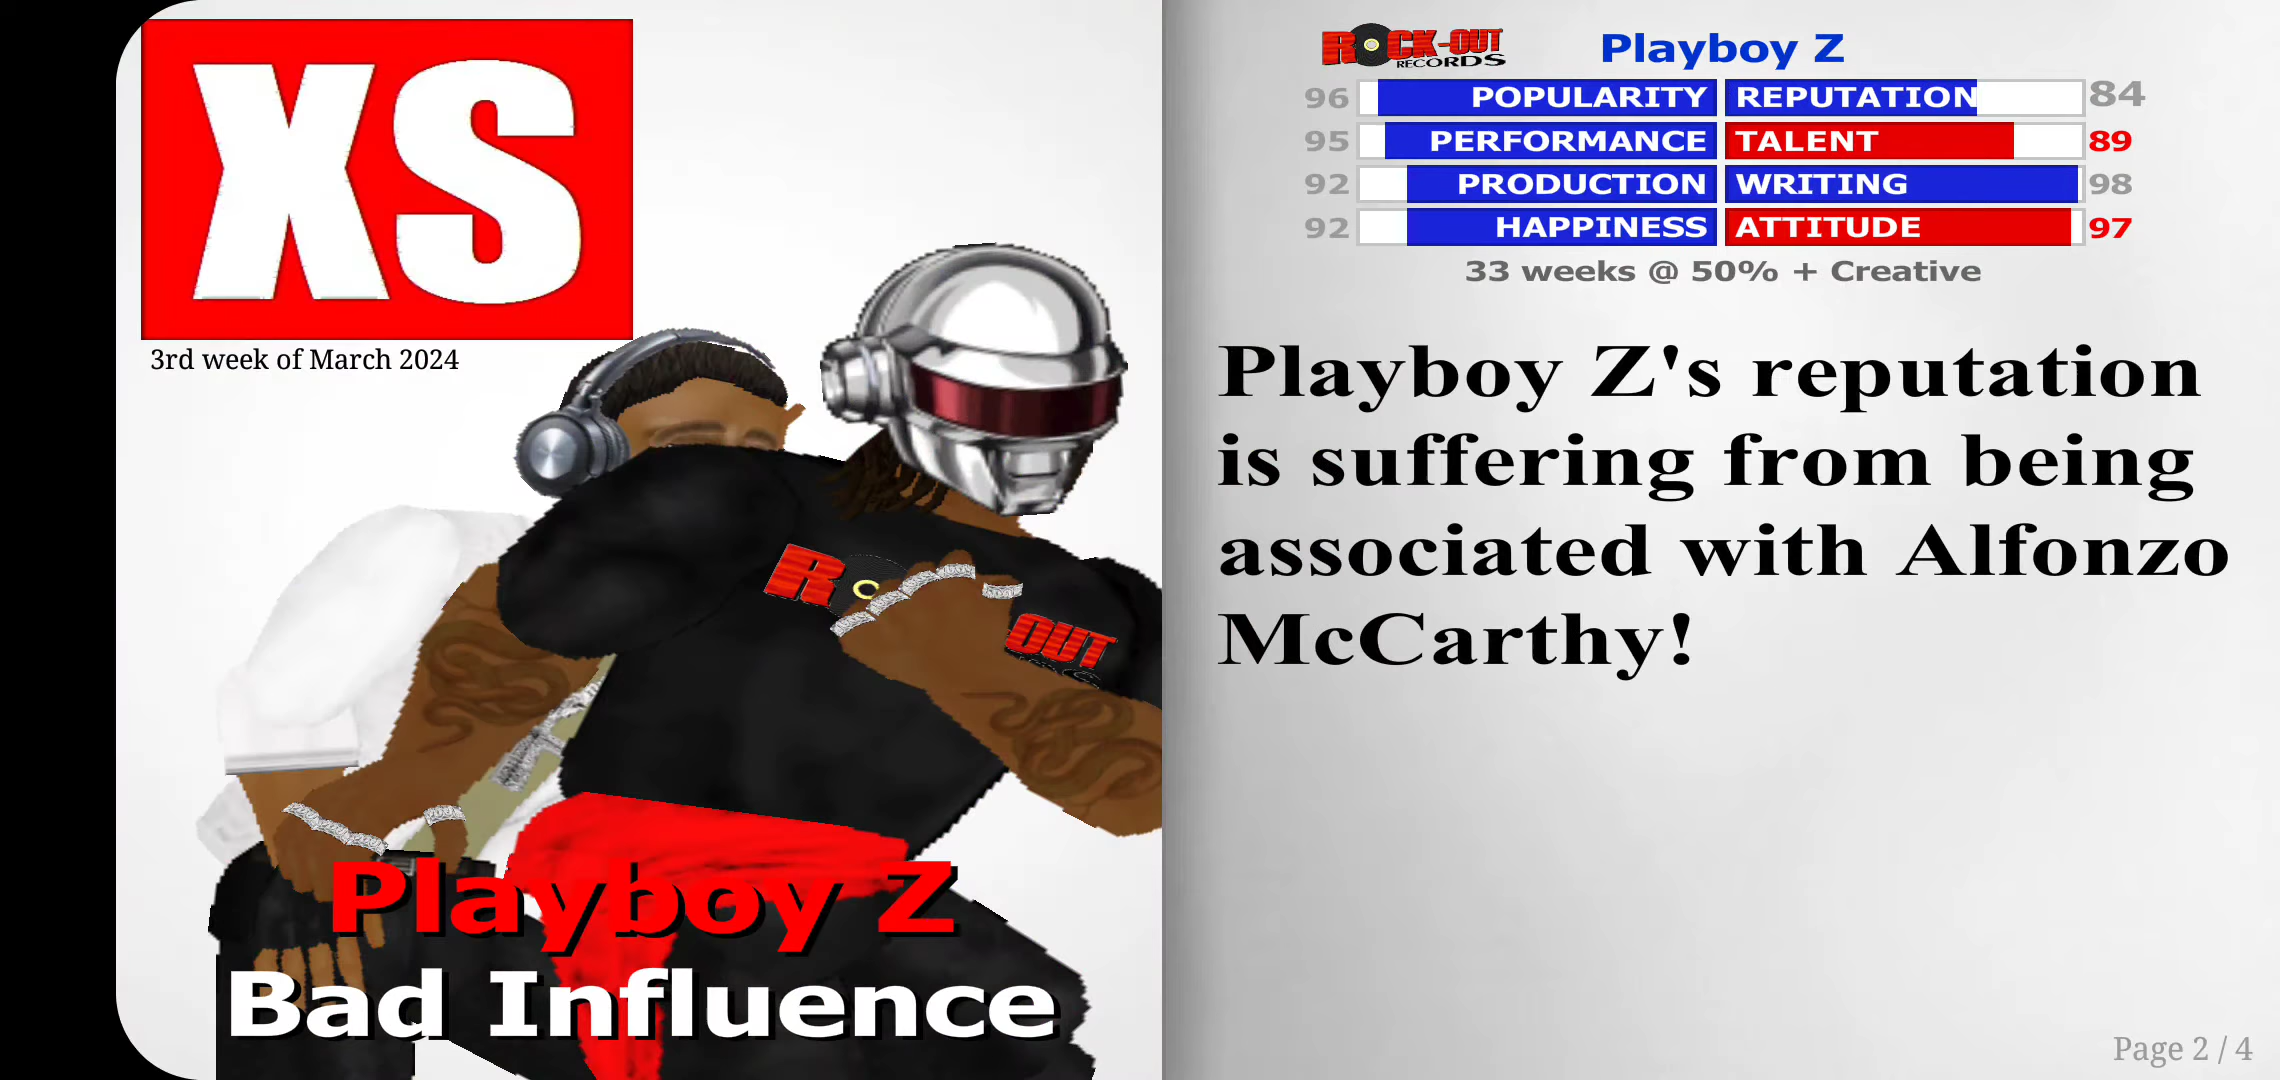 XS
3rd week of March 2024
Playboy Z
Bad Influence
R OUT
ROCK-OUT
RECORDS
Playboy Z
96 POPULARITY REPUTATION 84
95 PERFORMANCE TALENT 89
92 PRODUCTION WRITING 98
92 HAPPINESS ATTITUDE 97
33 weeks @ 50% + Creative
Playboy Z's reputation
is suffering from being
associated with Alfonzo
McCarthy!
Page 2 / 4